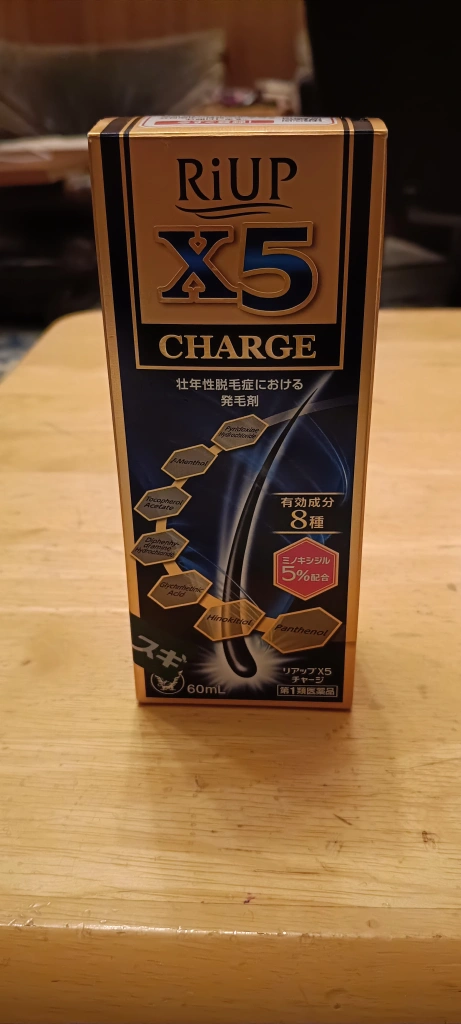 RiUP
X5
CHARGE
壮年性脱毛症における
発毛剤
Pyridoxine
Hydrochloride
ℓ-Menthol
Tocopherol
Acetate
Diphenhy-
dramine
Hydrochloride
Glycyrrhetinic
Acid
Hinokitiol
Panthenol
有効成分
8種
ミノキシジル
5%配合
スギ
60mL
リアップX5
チャージ
第1類医薬品